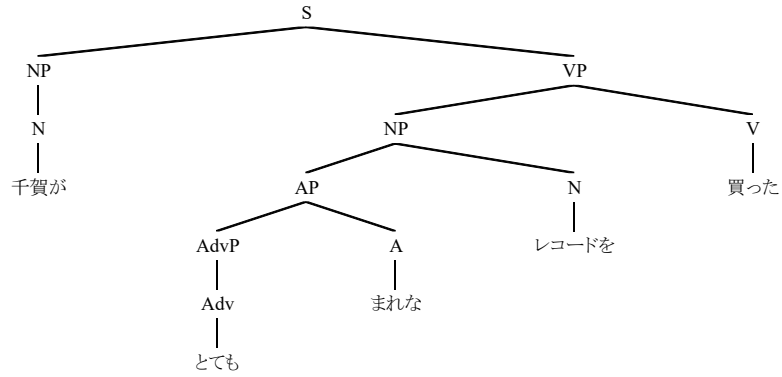 S
NP VP
N NP V
千賀が AP N 買った
AdvP A レコードを
Adv まれな
とても